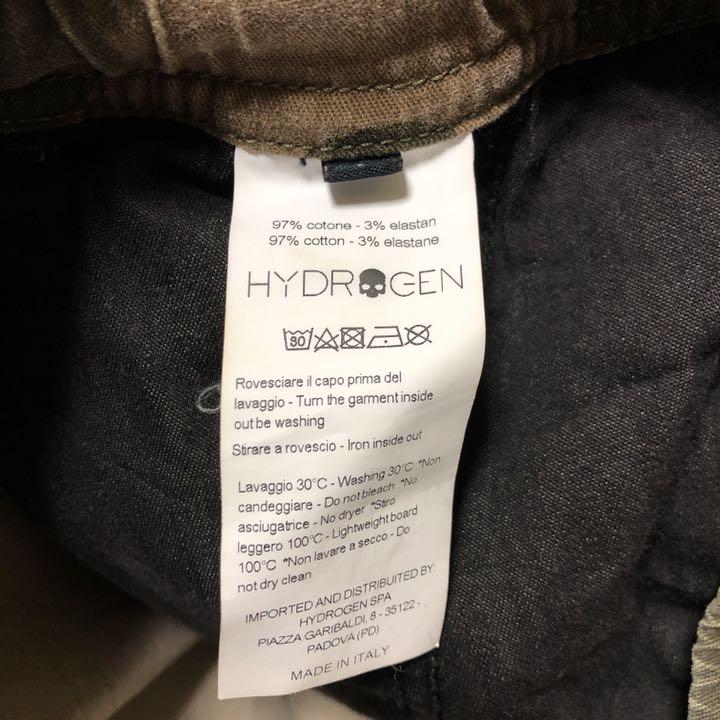 97% cotone - 3% elastan
97% cotton - 3% elastane
HYDROGEN
30
Rovesciare il capo prima del
lavaggio - Turn the garment inside
out be washing
Stirare a rovescio - Iron inside out
Lavaggio 30°C - Washing 30°C *Non
candeggiare - Do not bleach *No
asciugatrice - No dryer *Stiro
leggero 100°C - Lightweight board
100°C *Non lavare a secco - Do
not dry clean
IMPORTED AND DISTRIBUTED BY:
HYDROGEN SPA
PIAZZA GARIBALDI, 8 - 35122 -
PADOVA (PD)
MADE IN ITALY